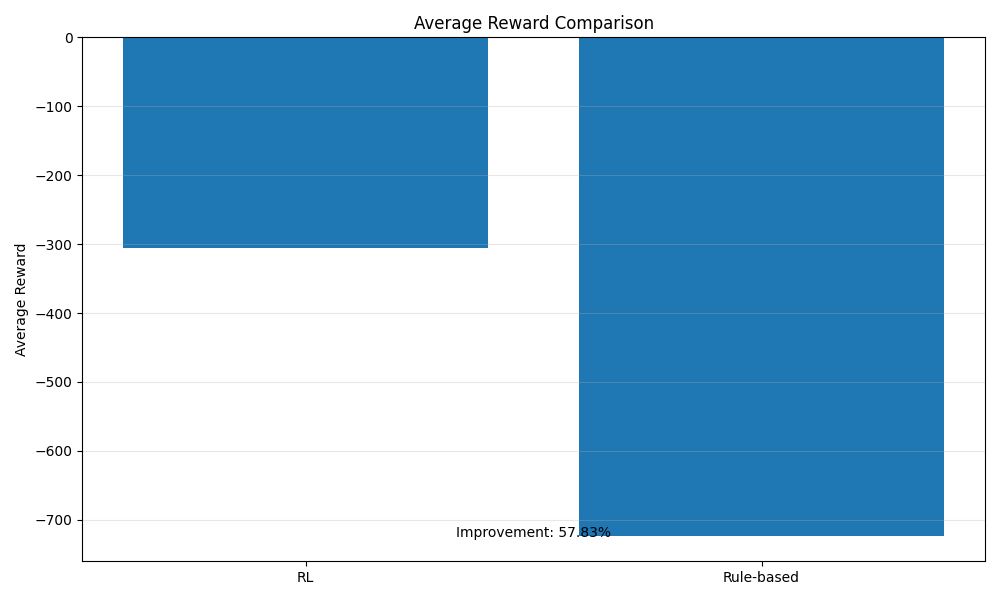 Average Reward Comparison
0
−100
−200
−300
−400
−500
−600
−700
Average Reward
Improvement: 57.83%
RL
Rule-based